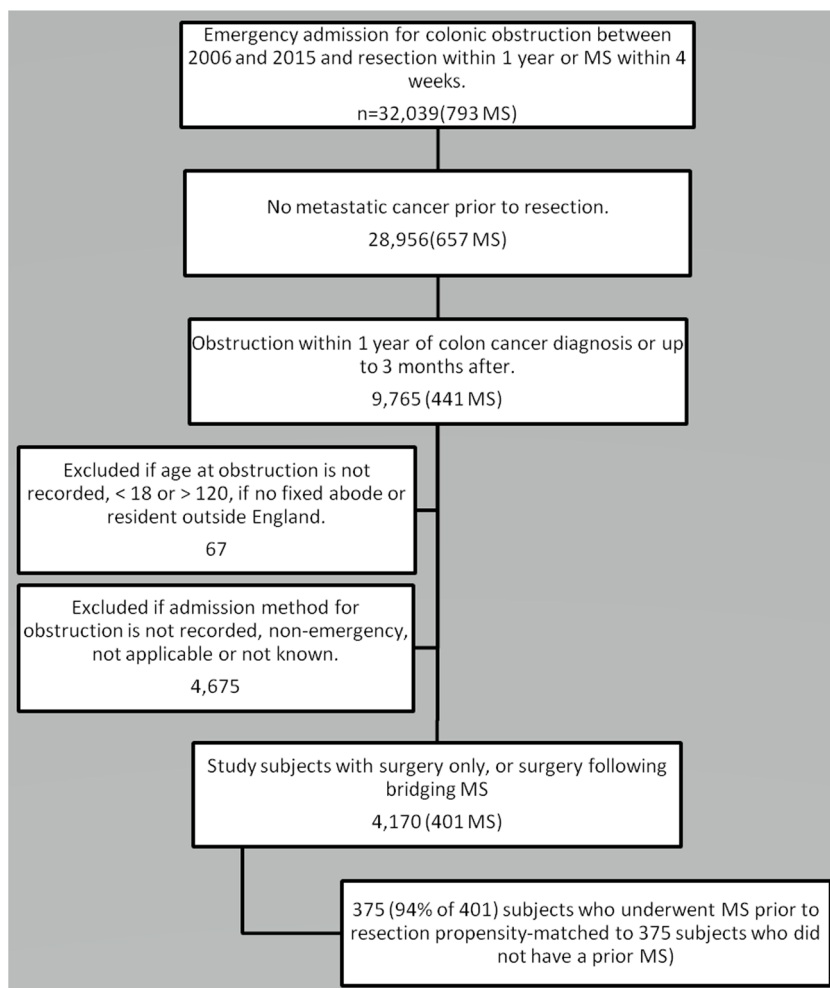 Emergency admission for colonic obstruction between
2006 and 2015 and resection within 1 year or MS within 4
weeks.
n=32,039(793 MS)
No metastatic cancer prior to resection.
28,956(657 MS)
Obstruction within 1 year of colon cancer diagnosis or up
to 3 months after.
9,765 (441 MS)
Excluded if age at obstruction is not
recorded, < 18 or > 120, if no fixed abode or
resident outside England.
67
Excluded if admission method for
obstruction is not recorded, non-emergency,
not applicable or not known.
4,675
Study subjects with surgery only, or surgery following
bridging MS
4,170 (401 MS)
375 (94% of 401) subjects who underwent MS prior to
resection propensity-matched to 375 subjects who did
not have a prior MS)